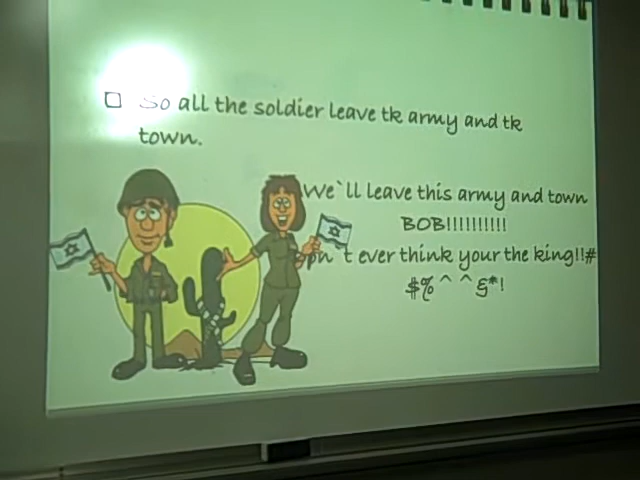 So all the soldier leave tk army and tk
town.
We`ll leave this army and town
BOB!!!!!!!!!!
ever think your the king!!#
$%^^&*!